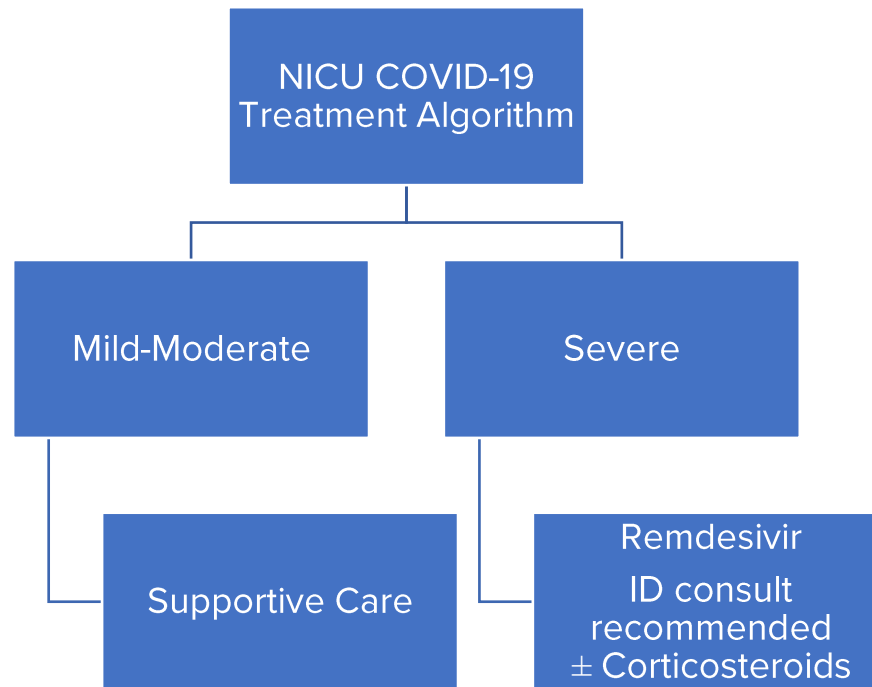 NICU COVID-19
Treatment Algorithm
Mild-Moderate
Severe
Supportive Care
Remdesivir
ID consult
recommended
± Corticosteroids